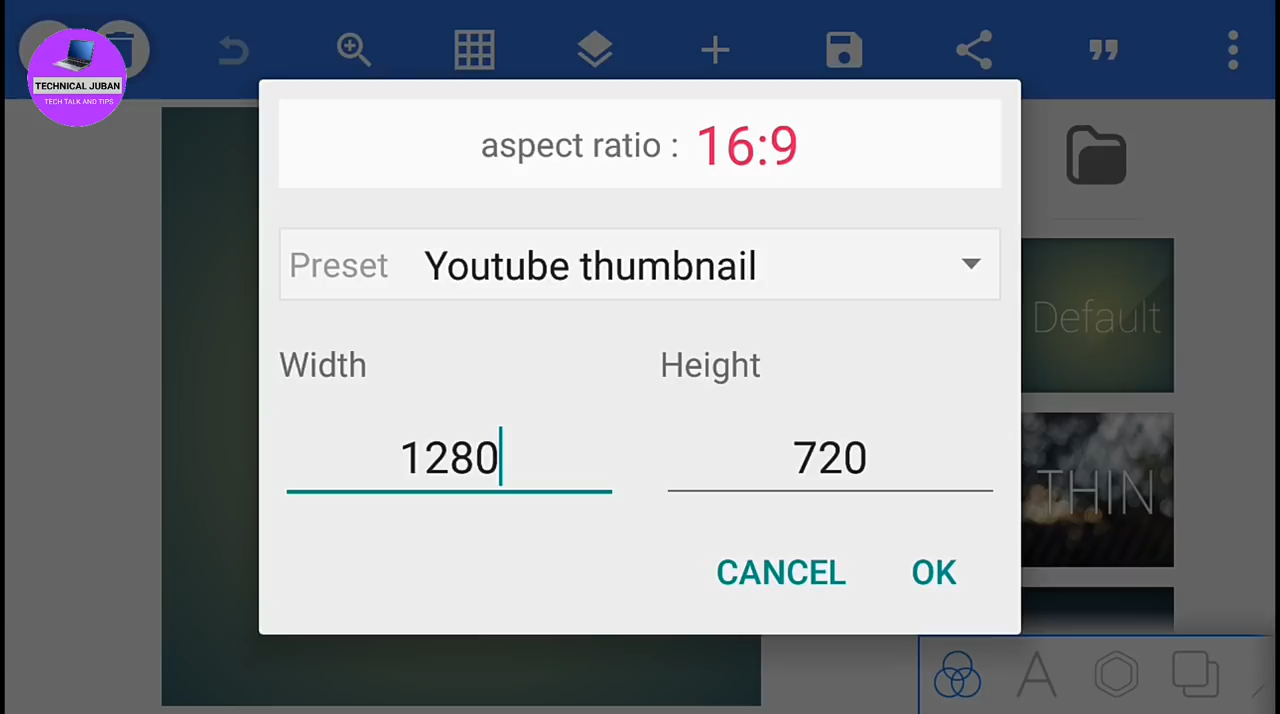 TECHNICAL JUBAN
TECH TALK AND TIPS
aspect ratio : 16:9
Preset Youtube thumbnail
Width Height
1280 720
CANCEL OK
Default
THIN
A